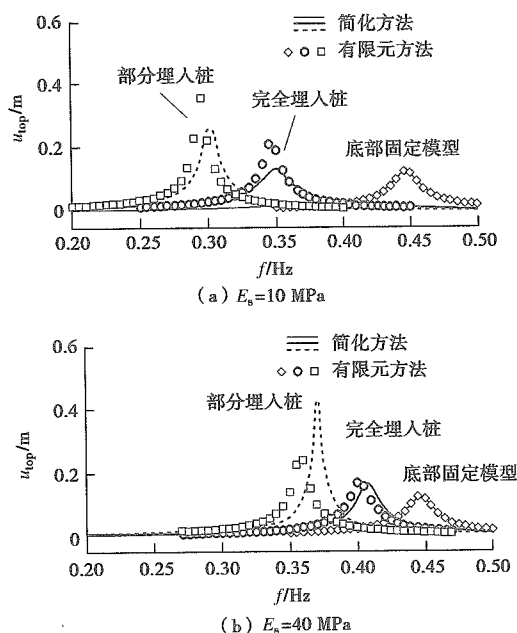 0.6
简化方法
有限元方法
部分埋入桩
0.4
完全埋入桩
u_top/m
底部固定模型
0.2
0
0.20 0.25 0.30 0.35 0.40 0.45 0.50
f/Hz
(a) E_s=10 MPa
0.6
简化方法
有限元方法
部分埋入桩
0.4
完全埋入桩
u_top/m
底部固定模型
0.2
0
0.20 0.25 0.30 0.35 0.40 0.45 0.50
f/Hz
(b) E_s=40 MPa